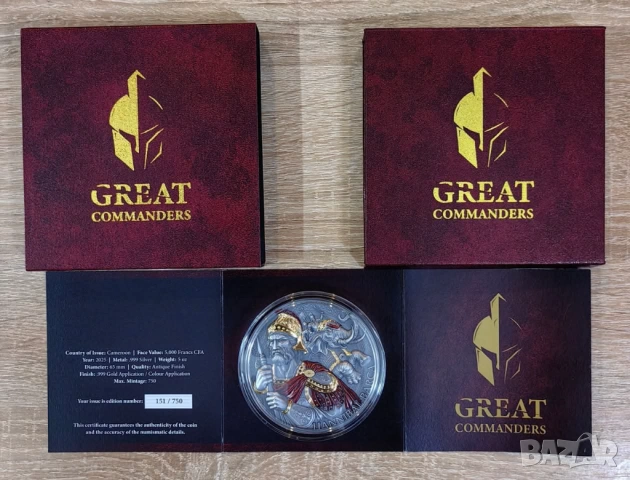 GREAT
COMMANDERS
GREAT
COMMANDERS
Country of Issue: Cameroon | Face Value: 5,000 Francs CFA
Year: 2025 | Metal: .999 Silver | Weight: 5 oz
Diameter: 65 mm | Quality: Antique Finish
Finish: .999 Gold Application / Colour Application
Max. Mintage: 750
Your issue is edition number: 151 / 750
This certificate guarantees the authenticity of the coin
and the accuracy of the numismatic details.
HANNIBAL
GREAT
COMMANDERS
BAZAR